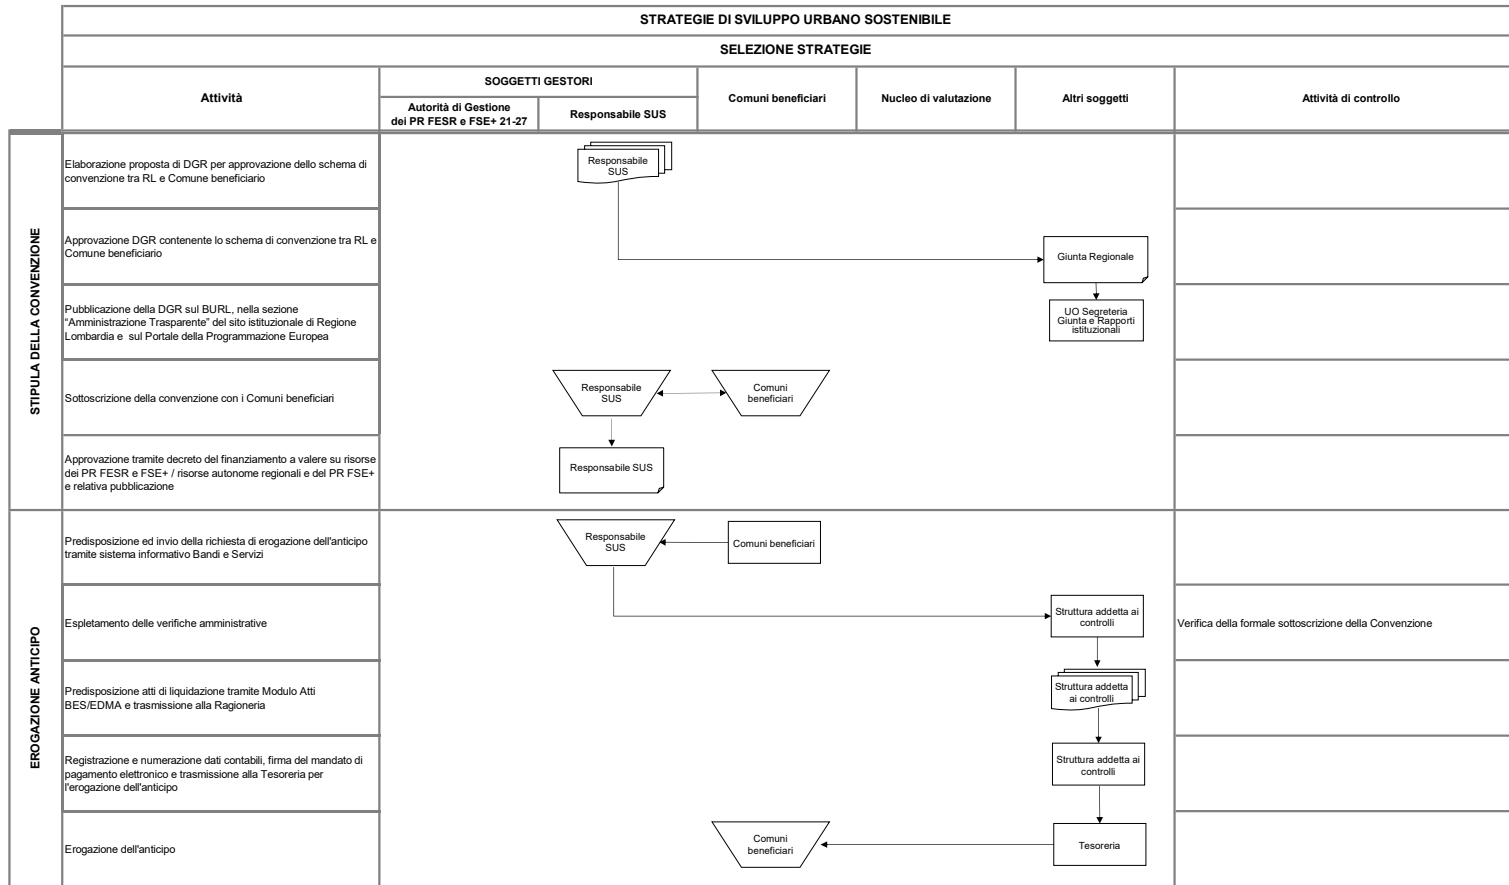 STRATEGIE DI SVILUPPO URBANO SOSTENIBILE
SELEZIONE STRATEGIE
Attività
SOGGETTI GESTORI
Autorità di Gestione
dei PR FESR e FSE+ 21-27
Responsabile SUS
Comuni beneficiari
Nucleo di valutazione
Altri soggetti
Attività di controllo
STIPULA DELLA CONVENZIONE
Elaborazione proposta di DGR per approvazione dello schema di
convenzione tra RL e Comune beneficiario
Responsabile
SUS
Approvazione DGR contenente lo schema di convenzione tra RL e
Comune beneficiario
Giunta Regionale
Pubblicazione della DGR sul BURL, nella sezione
“Amministrazione Trasparente” del sito istituzionale di Regione
Lombardia e sul Portale della Programmazione Europea
UO Segreteria
Giunta e Rapporti
istituzionali
Sottoscrizione della convenzione con i Comuni beneficiari
Responsabile
SUS
Comuni
beneficiari
Approvazione tramite decreto del finanziamento a valere su risorse
dei PR FESR e FSE+ / risorse autonome regionali e del PR FSE+
e relativa pubblicazione
Responsabile SUS
EROGAZIONE ANTICIPO
Predisposizione ed invio della richiesta di erogazione dell'anticipo
tramite sistema informativo Bandi e Servizi
Responsabile
SUS
Comuni beneficiari
Espletamento delle verifiche amministrative
Struttura addetta ai
controlli
Verifica della formale sottoscrizione della Convenzione
Predisposizione atti di liquidazione tramite Modulo Atti
BES/EDMA e trasmissione alla Ragioneria
Struttura addetta
ai controlli
Registrazione e numerazione dati contabili, firma del mandato di
pagamento elettronico e trasmissione alla Tesoreria per
l'erogazione dell'anticipo
Struttura addetta ai
controlli
Erogazione dell'anticipo
Comuni
beneficiari
Tesoreria